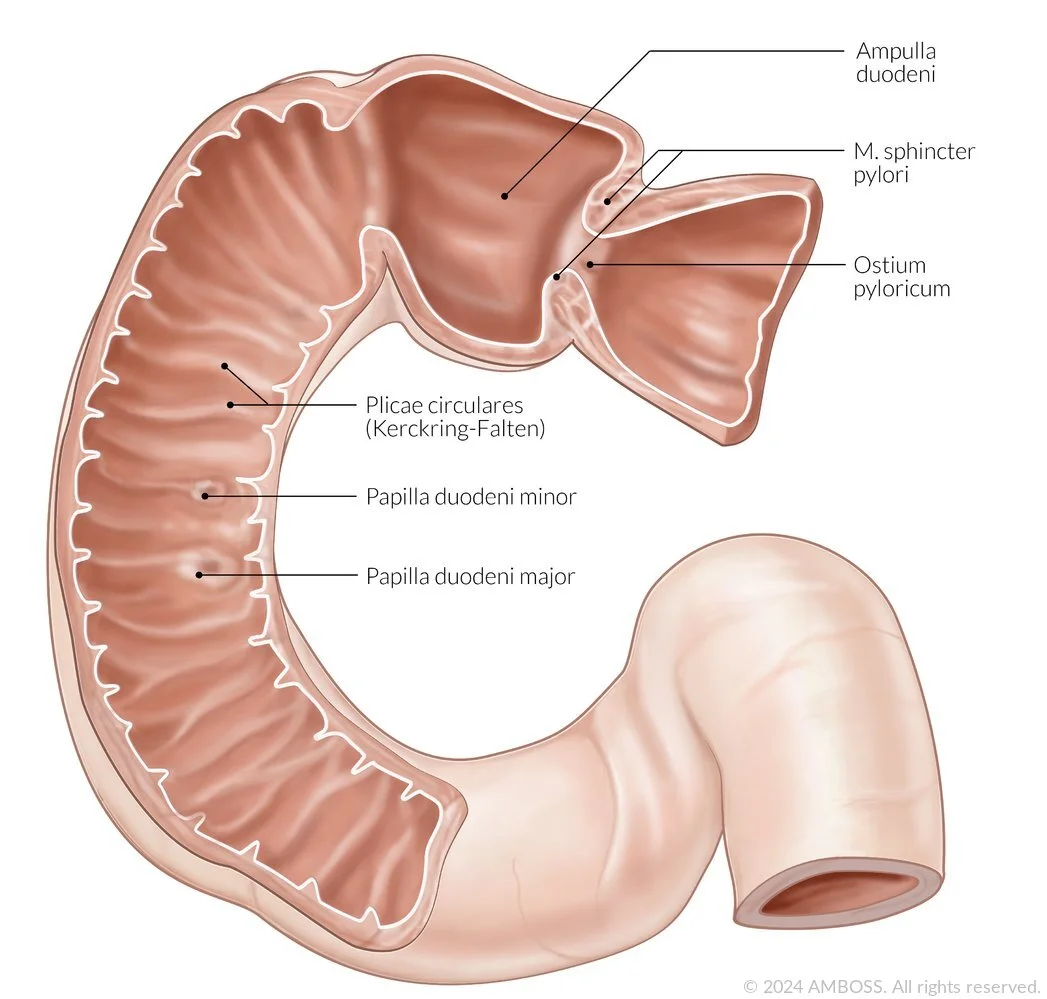 Ampulla
duodeni
M. sphincter
pylori
Ostium
pyloricum
Plicae circulares
(Kerckring-Falten)
Papilla duodeni minor
Papilla duodeni major
© 2024 AMBOSS. All rights reserved.